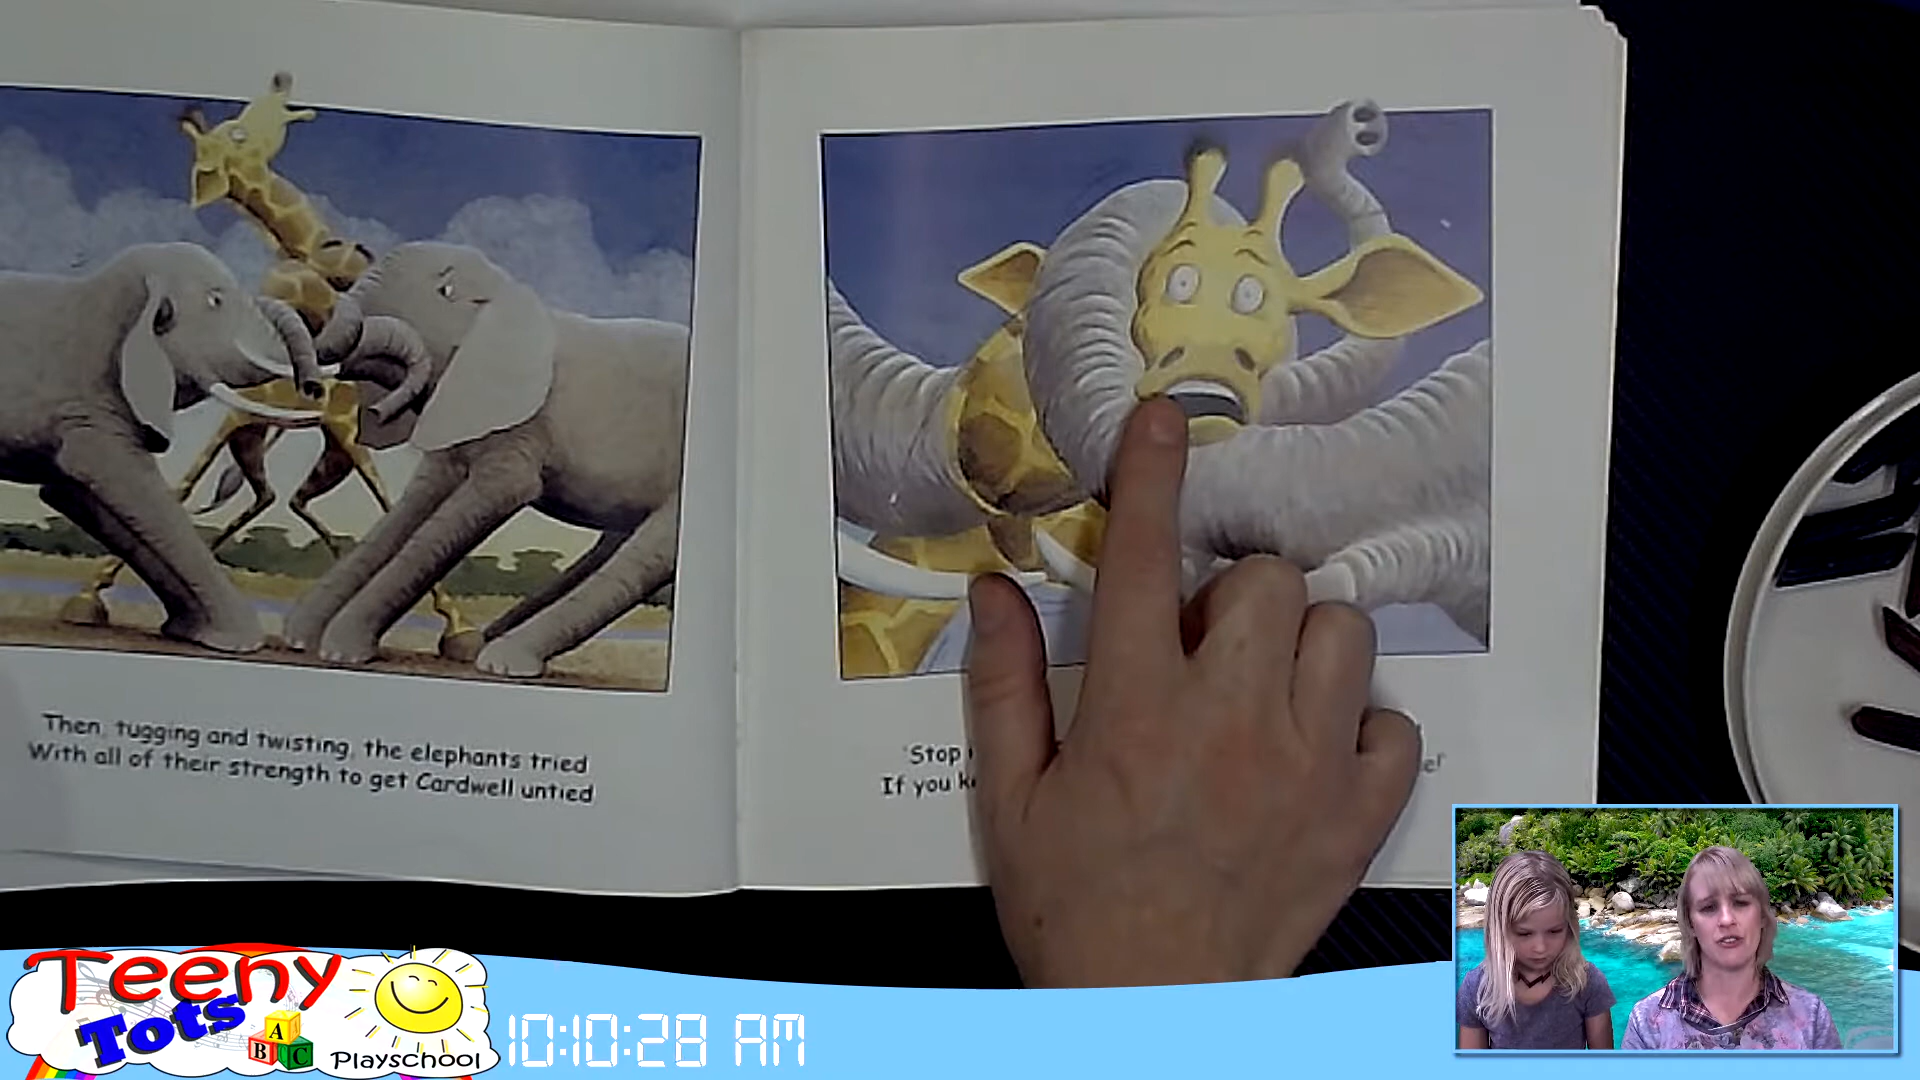 Then, tugging and twisting, the elephants tried
With all of their strength to get Cardwell untied
'Stop
If you
Teeny
Tots
A
B C
Playschool
10:10:28 AM